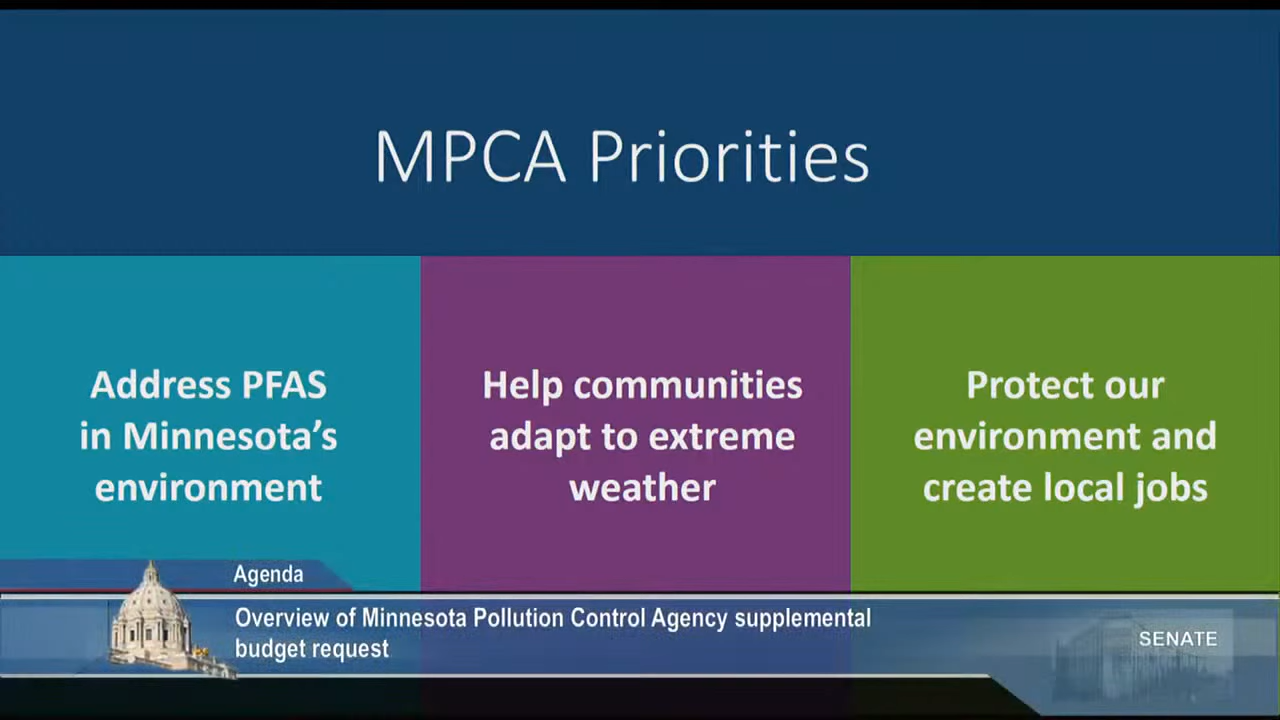 MPCA Priorities
Address PFAS
in Minnesota’s
environment
Help communities
adapt to extreme
weather
Protect our
environment and
create local jobs
Agenda
Overview of Minnesota Pollution Control Agency supplemental
budget request
SENATE